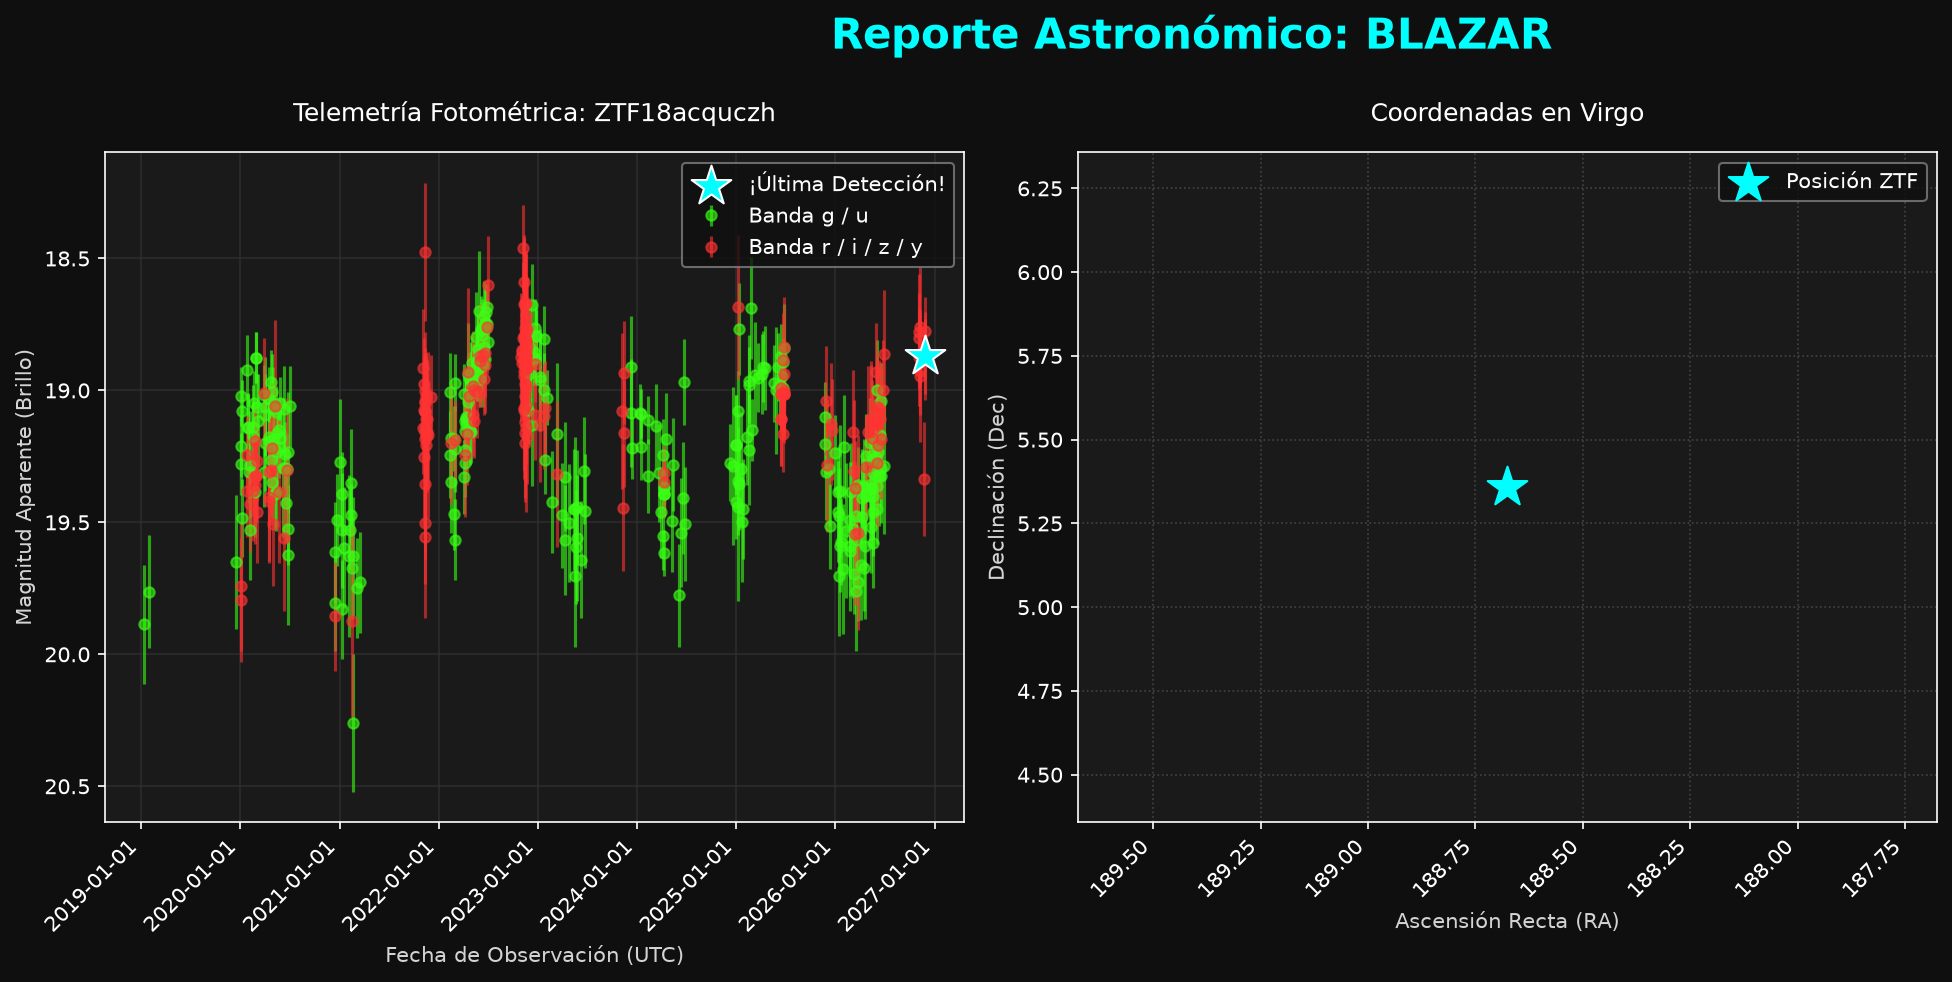 Reporte Astronómico: BLAZAR
Telemetría Fotométrica: ZTF18acquczh
¡Última Detección!
Banda g / u
Banda r / i / z / y
Magnitud Aparente (Brillo)
18.5
19.0
19.5
20.0
20.5
2019-01-01
2020-01-01
2021-01-01
2022-01-01
2023-01-01
2024-01-01
2025-01-01
2026-01-01
2027-01-01
Fecha de Observación (UTC)
Coordenadas en Virgo
Posición ZTF
Declinación (Dec)
6.25
6.00
5.75
5.50
5.25
5.00
4.75
4.50
189.50
189.25
189.00
188.75
188.50
188.25
188.00
187.75
Ascensión Recta (RA)